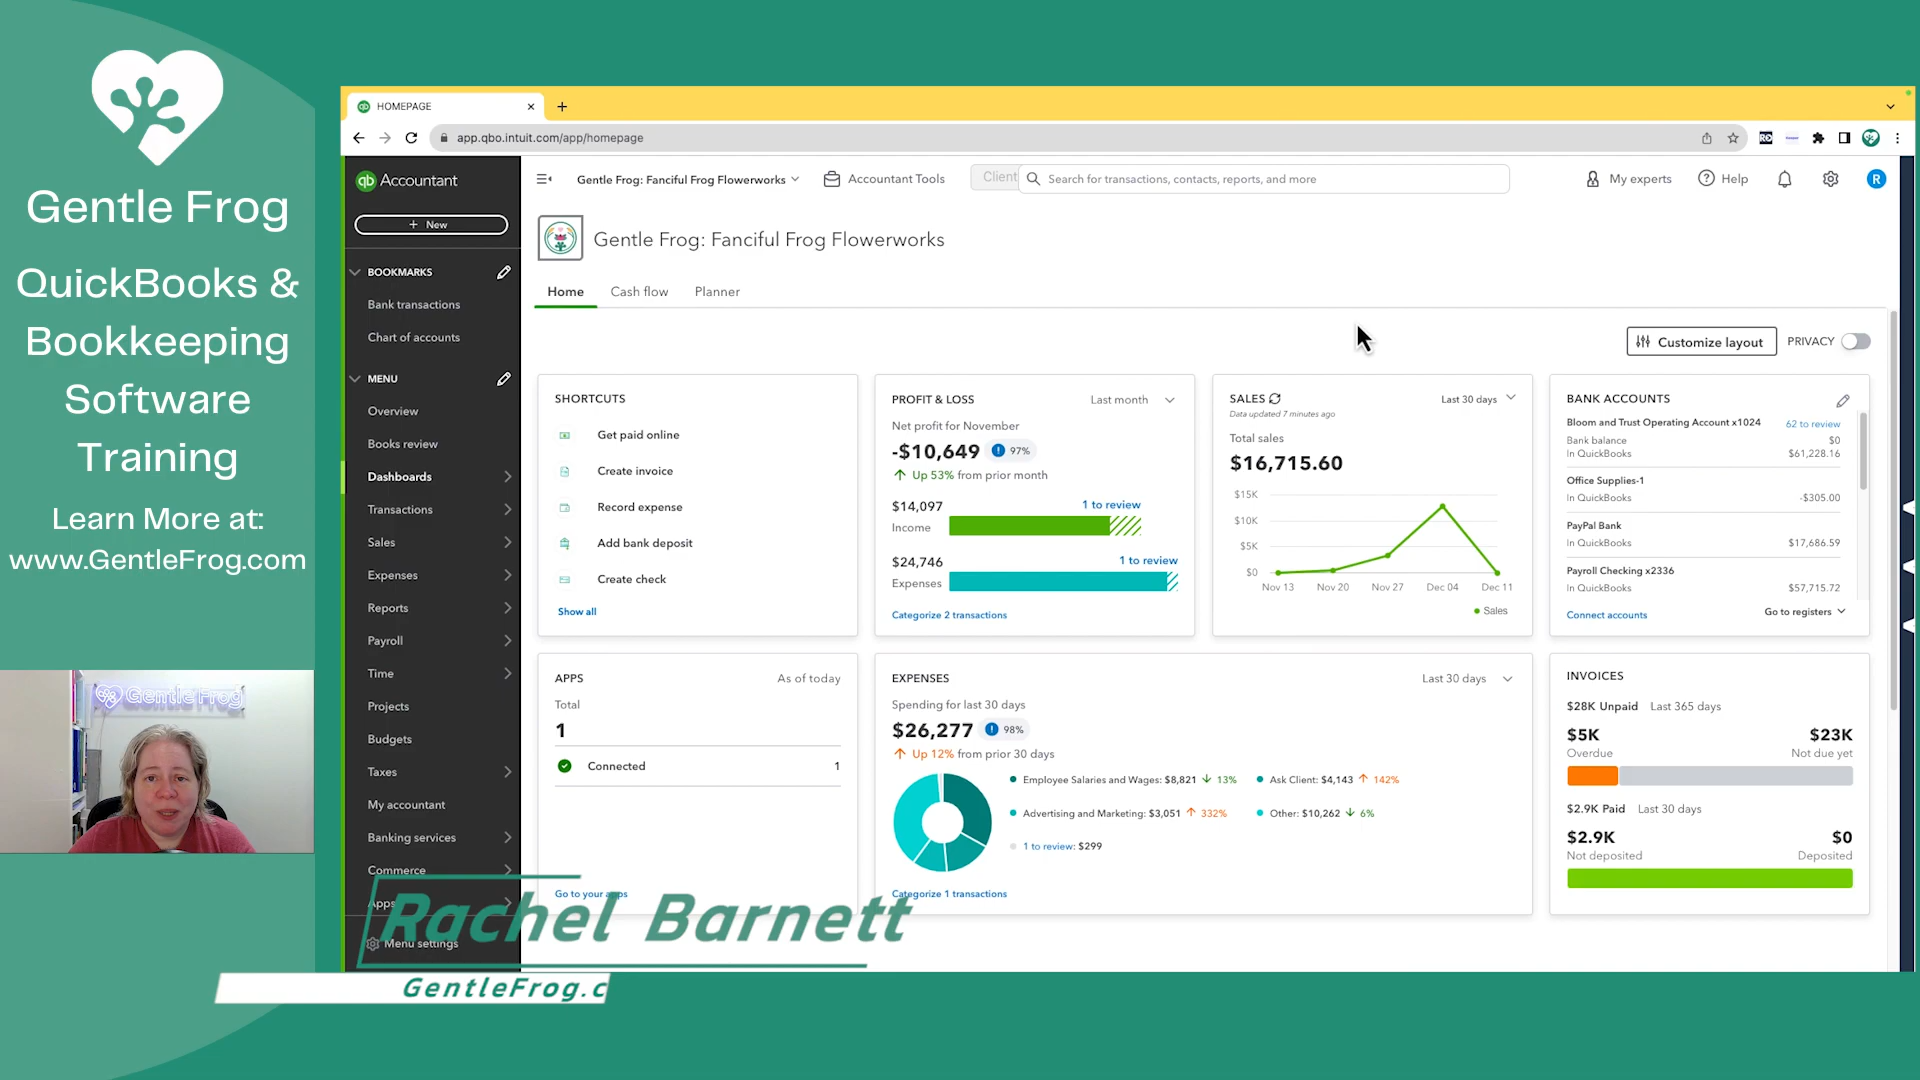 Gentle Frog
QuickBooks &
Bookkeeping
Software
Training
Learn More at:
www.GentleFrog.com
Gentle Frog
HOMEPAGE
app.qbo.intuit.com/app/homepage
qb Accountant
+ New
BOOKMARKS
Bank transactions
Chart of accounts
MENU
Overview
Books review
Dashboards
Transactions
Sales
Expenses
Reports
Payroll
Time
Projects
Budgets
Taxes
My accountant
Banking services
Commerce
Apps
Menu settings
Gentle Frog: Fanciful Frog Flowerworks
Accountant Tools
Client
Search for transactions, contacts, reports, and more
My experts
Help
R
Gentle Frog: Fanciful Frog Flowerworks
Home Cash flow Planner
Customize layout
PRIVACY
SHORTCUTS
Get paid online
Create invoice
Record expense
Add bank deposit
Create check
Show all
PROFIT & LOSS Last month
Net profit for November
-$10,649 97%
Up 53% from prior month
$14,097 1 to review
Income
$24,746 1 to review
Expenses
Categorize 2 transactions
SALES Last 30 days
Data updated 7 minutes ago
Total sales
$16,715.60
$15K
$10K
$5K
$0
Nov 13 Nov 20 Nov 27 Dec 04 Dec 11
Sales
BANK ACCOUNTS
Bloom and Trust Operating Account x1024 62 to review
Bank balance $0
In QuickBooks $61,228.16
Office Supplies-1
In QuickBooks -$305.00
PayPal Bank
In QuickBooks $17,686.59
Payroll Checking x2336
In QuickBooks $57,715.72
Connect accounts Go to registers
APPS As of today
Total
1
Connected 1
Go to your apps
EXPENSES Last 30 days
Spending for last 30 days
$26,277 98%
Up 12% from prior 30 days
Employee Salaries and Wages: $8,821 13%
Ask Client: $4,143 142%
Advertising and Marketing: $3,051 332%
Other: $10,262 6%
1 to review: $299
Categorize 1 transactions
INVOICES
$28K Unpaid Last 365 days
$5K $23K
Overdue Not due yet
$2.9K Paid Last 30 days
$2.9K $0
Not deposited Deposited
Rachel Barnett
GentleFrog.c